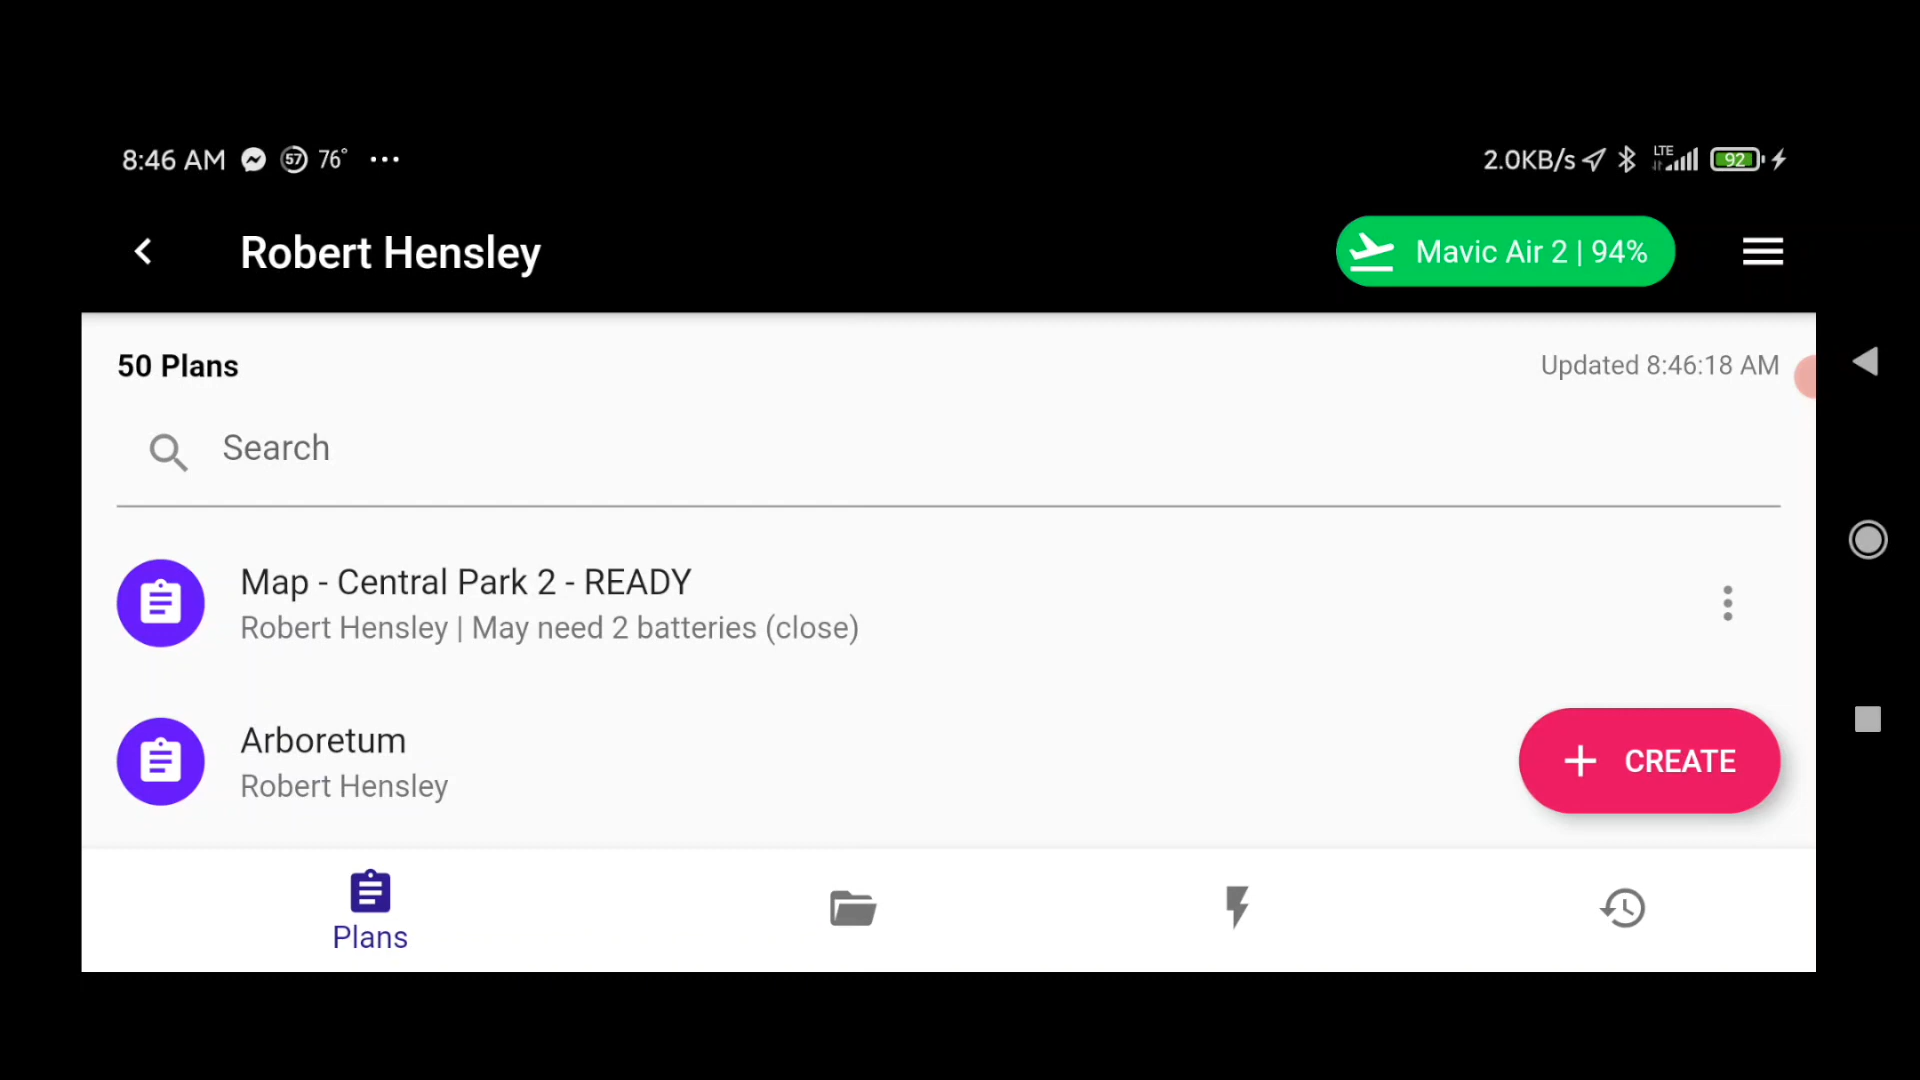 8:46 AM 57 76° ...
2.0KB/s LTE 92
Robert Hensley
Mavic Air 2 | 94%
50 Plans
Updated 8:46:18 AM
Search
Map - Central Park 2 - READY
Robert Hensley | May need 2 batteries (close)
Arboretum
Robert Hensley
+ CREATE
Plans